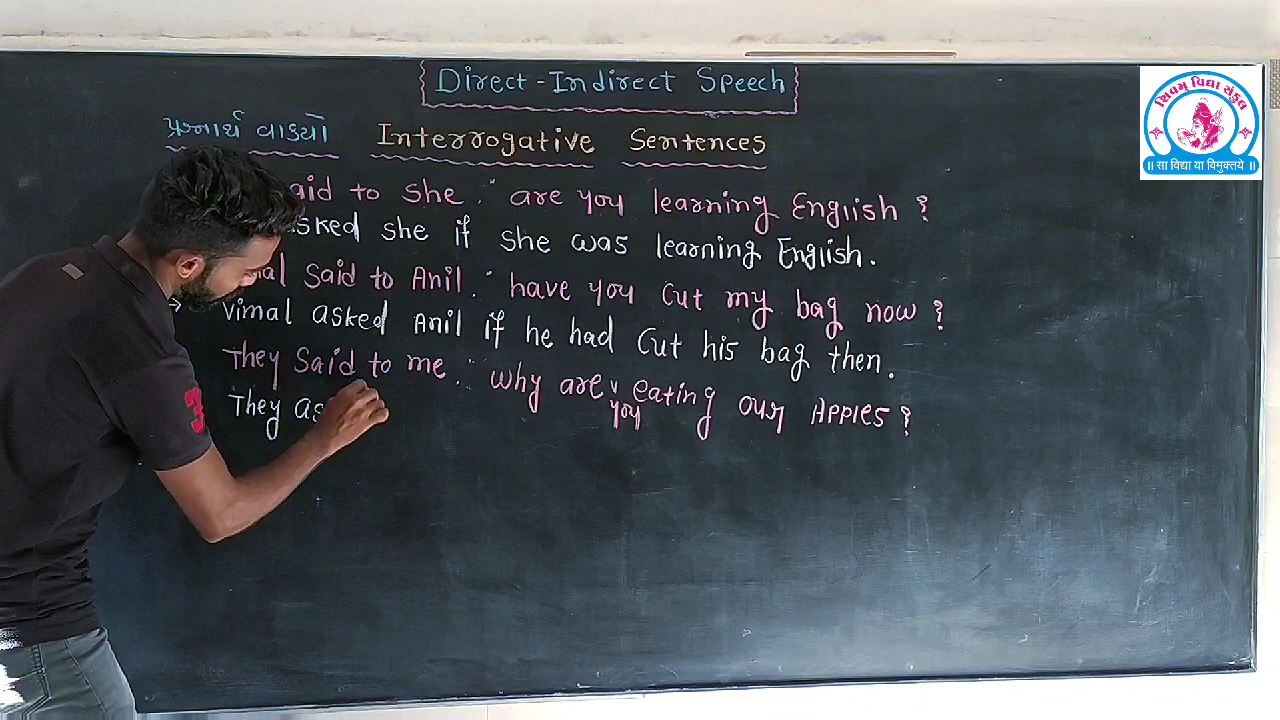 Direct-Indirect Speech
પ્રશ્નાર્થ વાક્યો Interrogative Sentences
said to she : " are you learning English ?
asked she if she was learning English.
Said to Anil : " have you Cut my bag now ?
→ Vimal asked Anil if he had Cut his bag then.
They Said to me : " why are you eating our Apples ?
They as
શિવમ્ વિદ્યા સંકુલ
॥ सा विद्या या विमुक्तये ॥